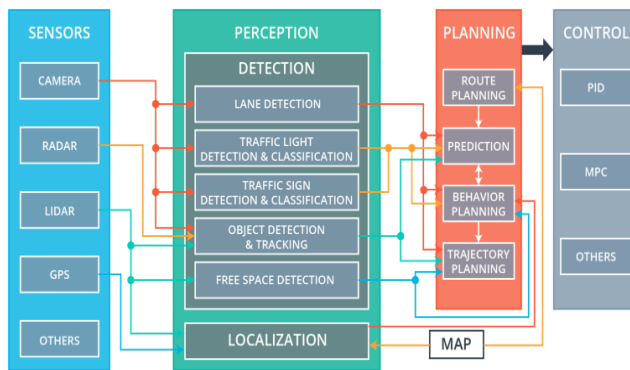 SENSORS
CAMERA
RADAR
LIDAR
GPS
OTHERS
PERCEPTION
DETECTION
LANE DETECTION
TRAFFIC LIGHT
DETECTION & CLASSIFICATION
TRAFFIC SIGN
DETECTION & CLASSIFICATION
OBJECT DETECTION
& TRACKING
FREE SPACE DETECTION
LOCALIZATION
PLANNING
ROUTE
PLANNING
PREDICTION
BEHAVIOR
PLANNING
TRAJECTORY
PLANNING
MAP
CONTROL
PID
MPC
OTHERS